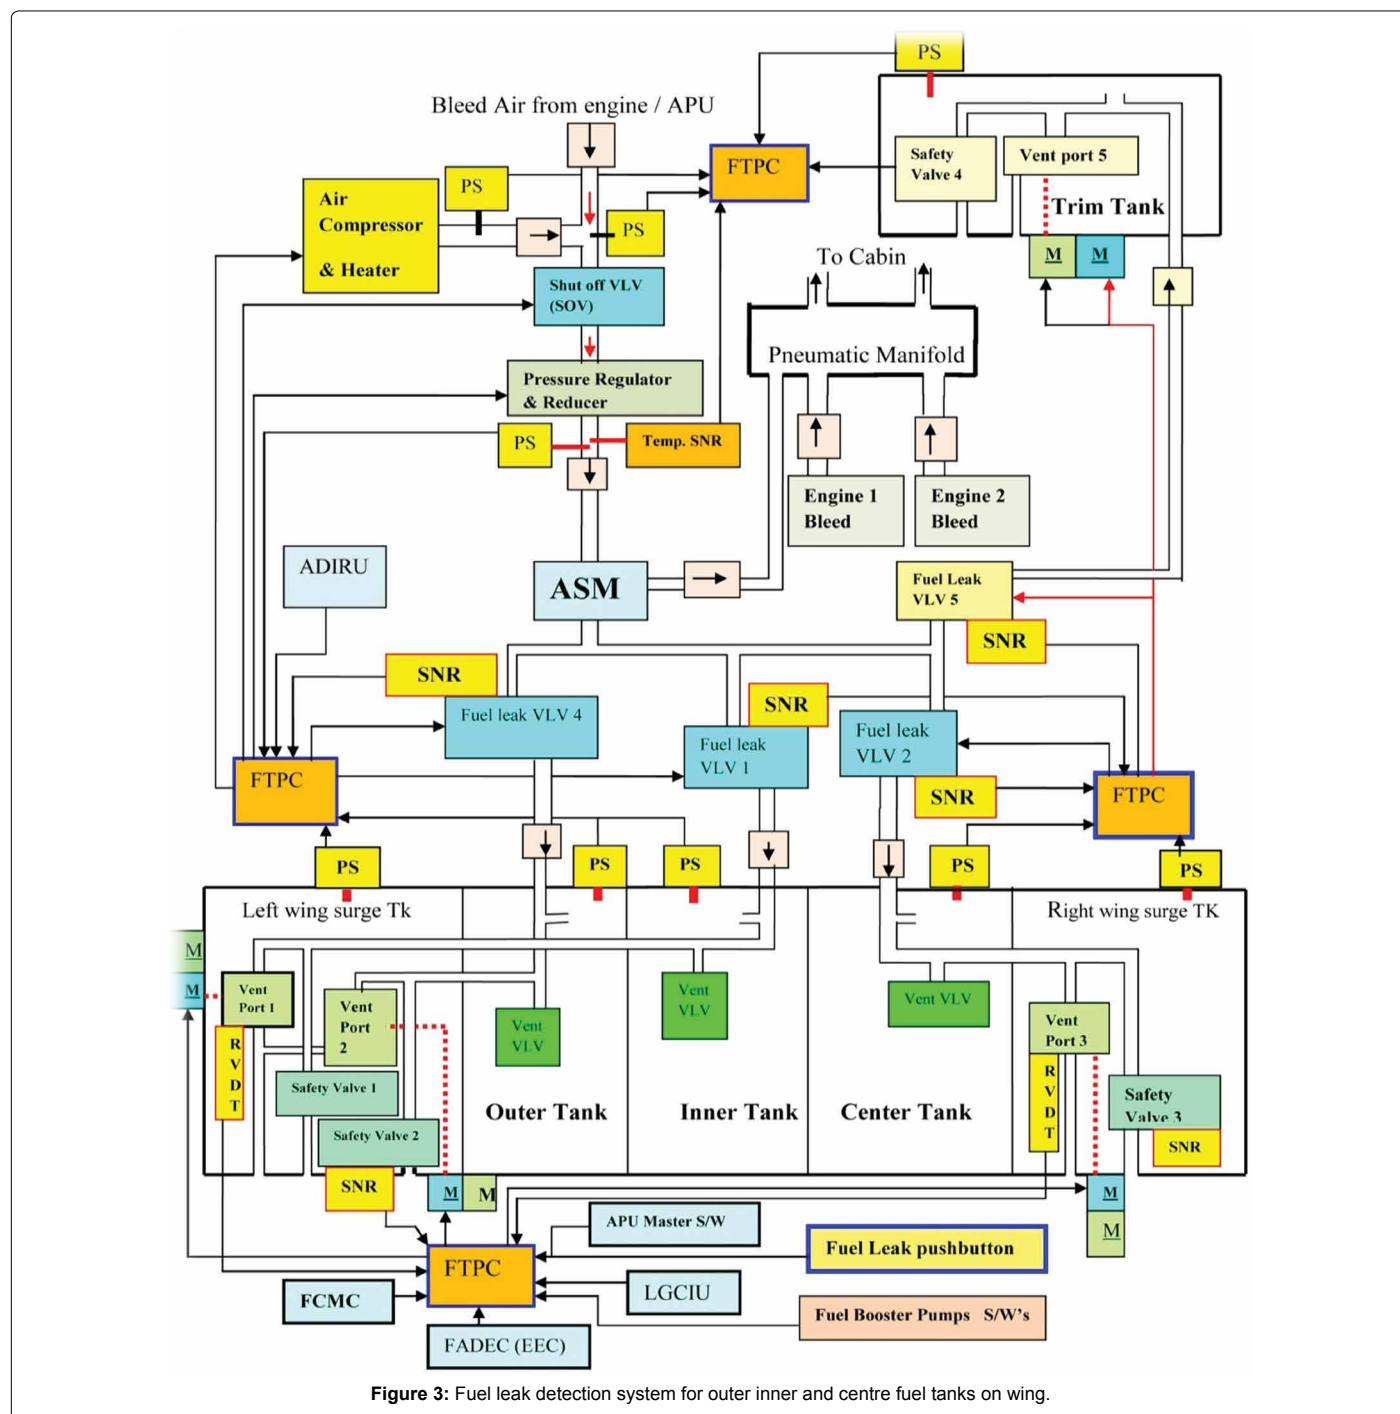 PS
Bleed Air from engine / APU
FTPC
Safety
Valve 4
Vent port 5
PS
Air
Compressor
& Heater
PS
Trim Tank
M
M
To Cabin
Shut off VLV
(SOV)
Pneumatic Manifold
Pressure Regulator
& Reducer
PS
Temp. SNR
Engine 1
Bleed
Engine 2
Bleed
ADIRU
ASM
Fuel Leak
VLV 5
SNR
SNR
SNR
Fuel leak VLV 4
Fuel leak
VLV 1
Fuel leak
VLV 2
FTPC
SNR
FTPC
PS
PS
PS
PS
PS
Left wing surge Tk
Right wing surge TK
M
M
Vent
Port 1
Vent
Port
2
Vent
VLV
Vent
VLV
Vent VLV
Vent
Port 3
R
V
D
T
R
V
D
T
Safety Valve 1
Safety Valve 2
Safety
Valve 3
SNR
Outer Tank
Inner Tank
Center Tank
SNR
M
M
M
M
APU Master S/W
Fuel Leak pushbutton
FTPC
FCMC
LGCIU
Fuel Booster Pumps S/W's
FADEC (EEC)
Figure 3: Fuel leak detection system for outer inner and centre fuel tanks on wing.